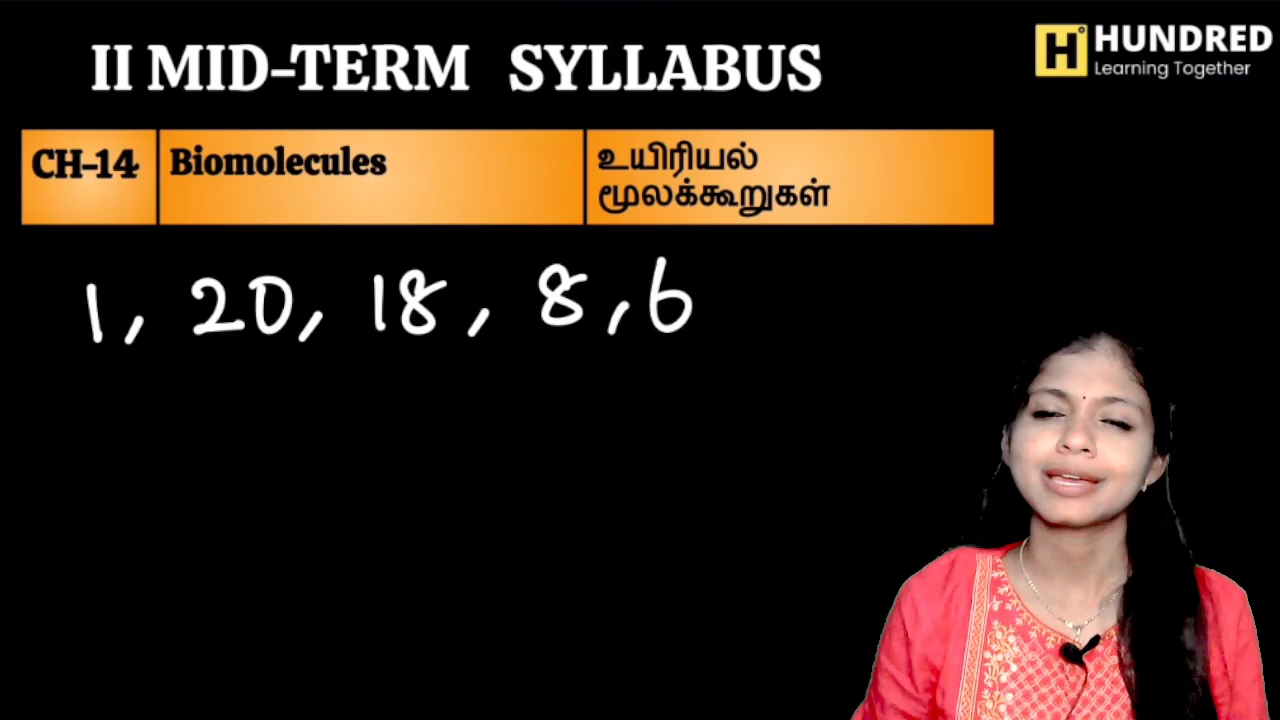 II MID-TERM SYLLABUS
HUNDRED
Learning Together
CH-14 Biomolecules உயிரியல்
மூலக்கூறுகள்
1, 20, 18, 8, 6